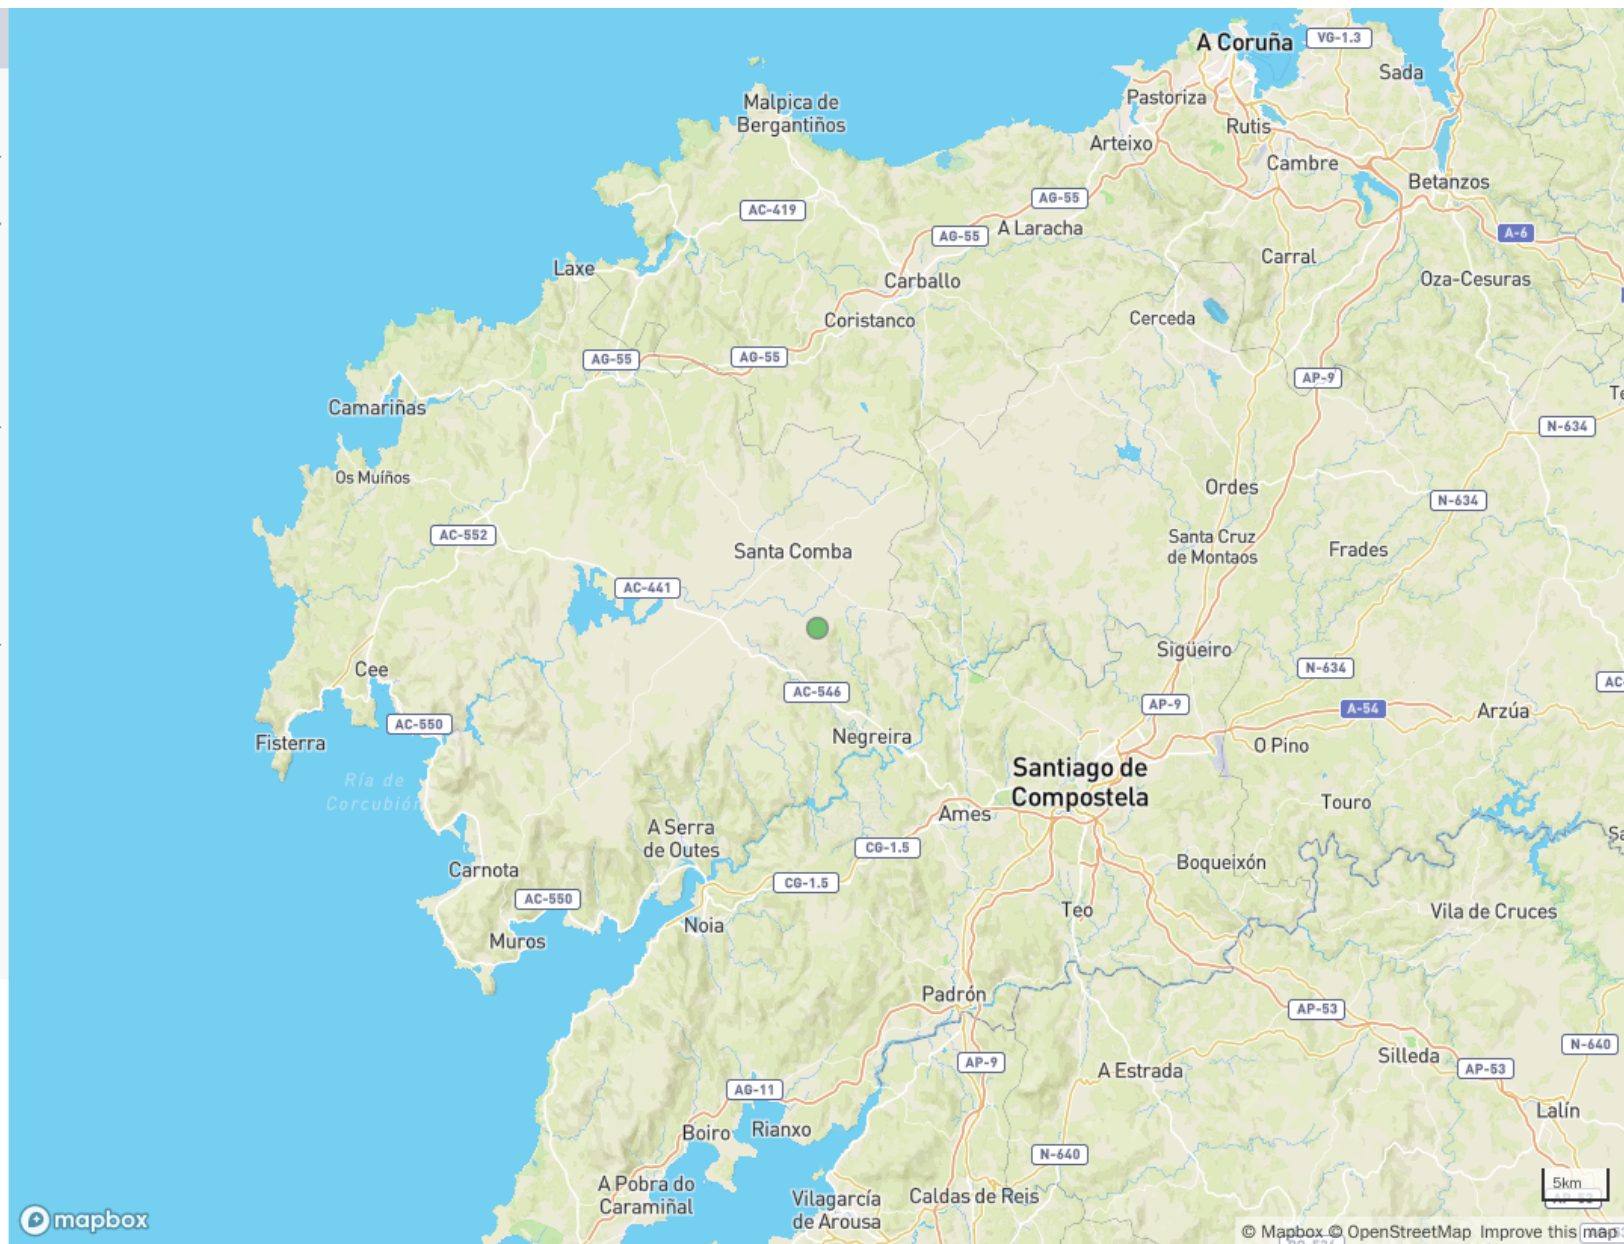 A Coruña
VG-1.3
Sada
Malpica de
Bergantiños
Pastoriza
Rutis
Arteixo
Cambre
Betanzos
AG-55
AC-419
A Laracha
AG-55
A-6
Carral
Laxe
Carballo
Oza-Cesuras
Coristanco
Cerceda
AG-55
AG-55
AP-9
Camariñas
N-634
Os Muíños
Ordes
N-634
AC-552
Santa Cruz
de Montaos
Frades
Santa Comba
AC-441
Sigüeiro
N-634
Cee
AC-546
AP-9
A-54
Arzúa
AC-550
Negreira
Fisterra
O Pino
Ría de
Corcubión
Santiago de
Compostela
Touro
Ames
A Serra
de Outes
CG-1.5
Boqueixón
Carnota
CG-1.5
AC-550
Teo
Vila de Cruces
Noia
Muros
Padrón
AP-53
N-640
Silleda
AP-9
A Estrada
AP-53
AG-11
Lalín
Boiro
Rianxo
N-640
A Pobra do
Caramiñal
Vilagarcía
de Arousa
Caldas de Reis
5km
mapbox
© Mapbox © OpenStreetMap Improve this map